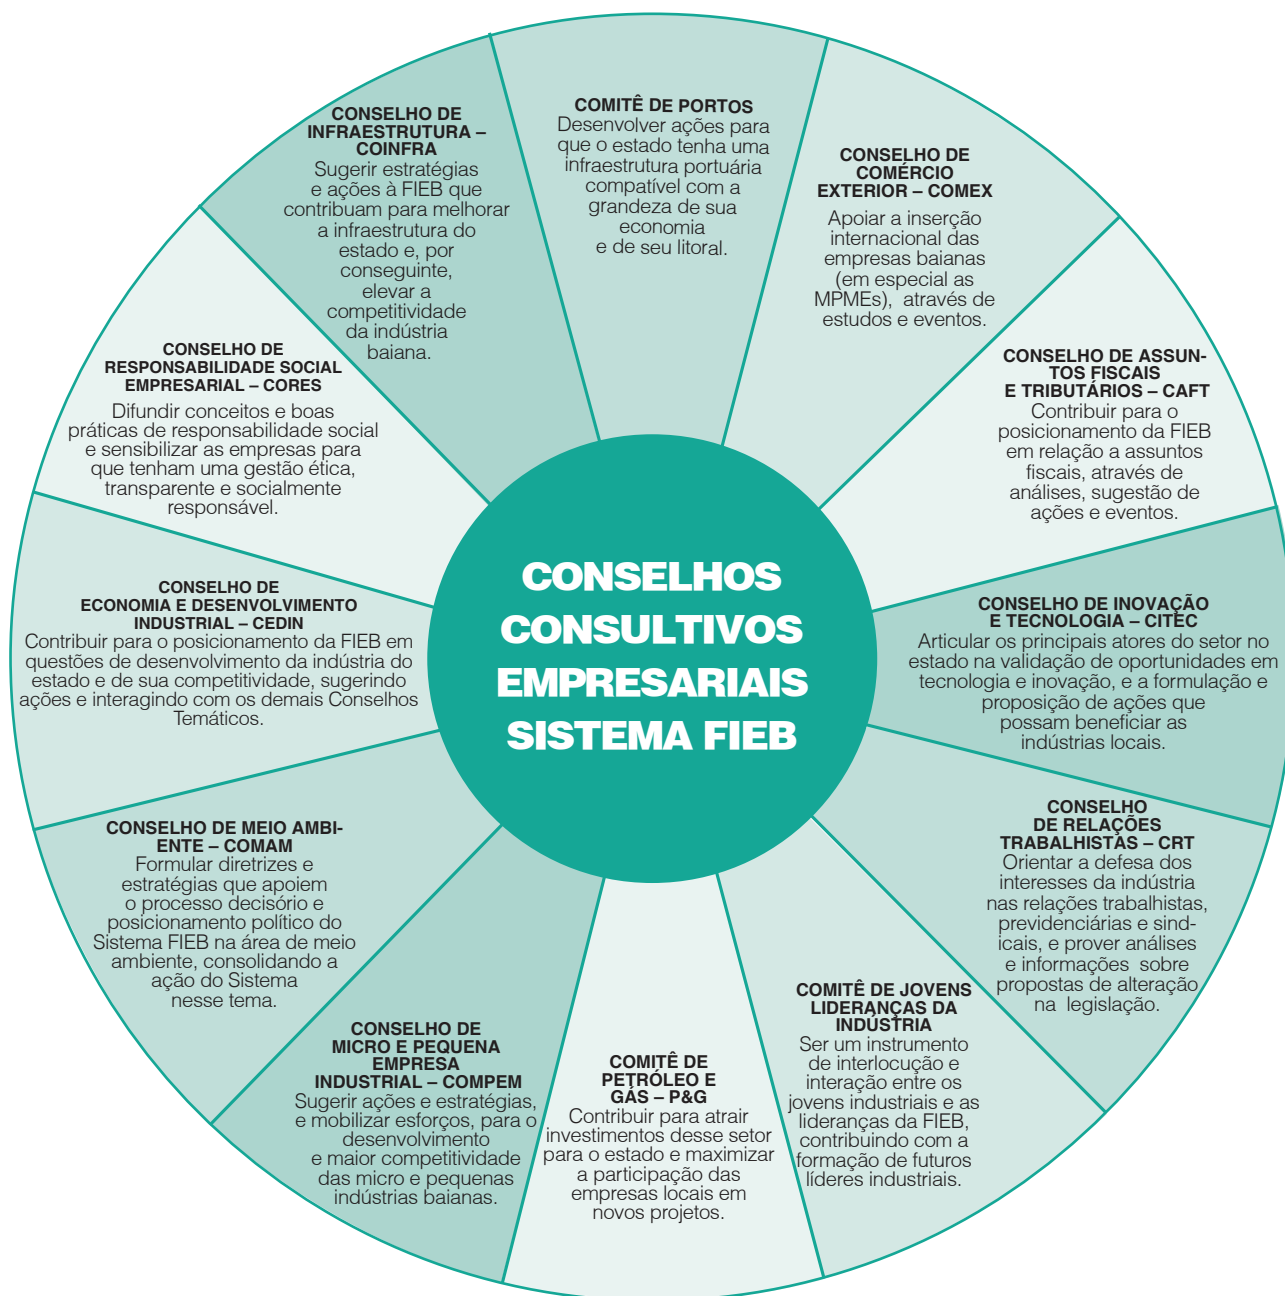 COMITÊ DE PORTOS
Desenvolver ações para
que o estado tenha uma
infraestrutura portuária
compatível com a
grandeza de sua
economia
e de seu litoral.
CONSELHO DE
COMÉRCIO
EXTERIOR – COMEX
Apoiar a inserção
internacional das
empresas baianas
(em especial as
MPMEs), através de
estudos e eventos.
CONSELHO DE ASSUN-
TOS FISCAIS
E TRIBUTÁRIOS – CAFT
Contribuir para o
posicionamento da FIEB
em relação a assuntos
fiscais, através de
análises, sugestão de
ações e eventos.
CONSELHO DE INOVAÇÃO
E TECNOLOGIA – CITEC
Articular os principais atores do setor no
estado na validação de oportunidades em
tecnologia e inovação, e a formulação e
proposição de ações que
possam beneficiar as
indústrias locais.
CONSELHO
DE RELAÇÕES
TRABALHISTAS – CRT
Orientar a defesa dos
interesses da indústria
nas relações trabalhistas,
previdenciárias e sind-
icais, e prover análises
e informações sobre
propostas de alteração
na legislação.
COMITÊ DE JOVENS
LIDERANÇAS DA
INDÚSTRIA
Ser um instrumento
de interlocução e
interação entre os
jovens industriais e as
lideranças da FIEB,
contribuindo com a
formação de futuros
líderes industriais.
COMITÊ DE
PETRÓLEO E
GÁS – P&G
Contribuir para atrair
investimentos desse setor
para o estado e maximizar
a participação das
empresas locais em
novos projetos.
CONSELHO DE
MICRO E PEQUENA
EMPRESA
INDUSTRIAL – COMPEM
Sugerir ações e estratégias,
e mobilizar esforços, para o
desenvolvimento
e maior competitividade
das micro e pequenas
indústrias baianas.
CONSELHO DE MEIO AMBI-
ENTE – COMAM
Formular diretrizes e
estratégias que apoiem
o processo decisório e
posicionamento político do
Sistema FIEB na área de meio
ambiente, consolidando a
ação do Sistema
nesse tema.
CONSELHO DE
ECONOMIA E DESENVOLVIMENTO
INDUSTRIAL – CEDIN
Contribuir para o posicionamento da FIEB em
questões de desenvolvimento da indústria do
estado e de sua competitividade, sugerindo
ações e interagindo com os demais Conselhos
Temáticos.
CONSELHO DE
RESPONSABILIDADE SOCIAL
EMPRESARIAL – CORES
Difundir conceitos e boas
práticas de responsabilidade social
e sensibilizar as empresas para
que tenham uma gestão ética,
transparente e socialmente
responsável.
CONSELHO DE
INFRAESTRUTURA –
COINFRA
Sugerir estratégias
e ações à FIEB que
contribuam para melhorar
a infraestrutura do
estado e, por
conseguinte,
elevar a
competitividade
da indústria
baiana.
CONSELHOS
CONSULTIVOS
EMPRESARIAIS
SISTEMA FIEB